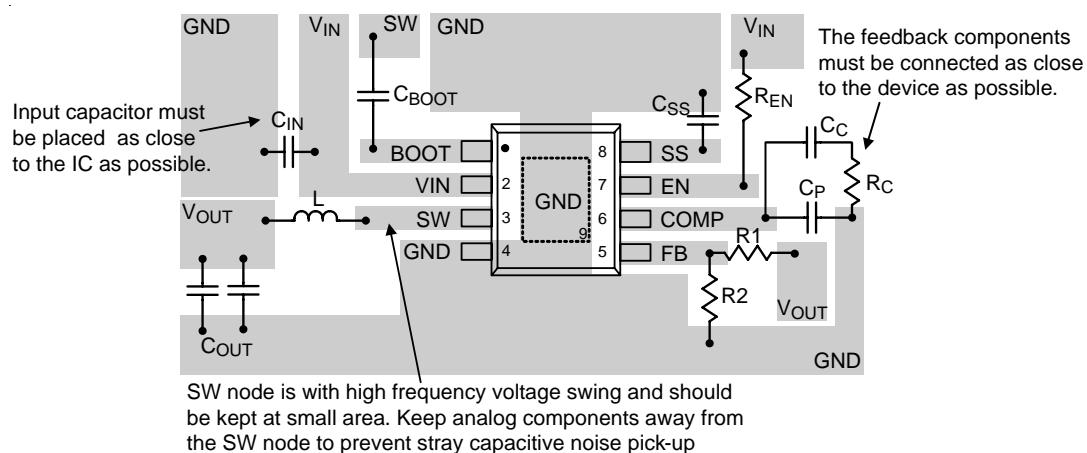 GND
VIN
SW
GND
VIN
The feedback components
must be connected as close
to the device as possible.
Input capacitor must
be placed as close
to the IC as possible.
CIN
CBOOT
CSS
REN
CC
RC
CP
BOOT
8
SS
VIN
2
GND
7
EN
L
VOUT
SW
3
6
COMP
9
GND
4
5
FB
R1
R2
VOUT
COUT
GND
SW node is with high frequency voltage swing and should
be kept at small area. Keep analog components away from
the SW node to prevent stray capacitive noise pick-up